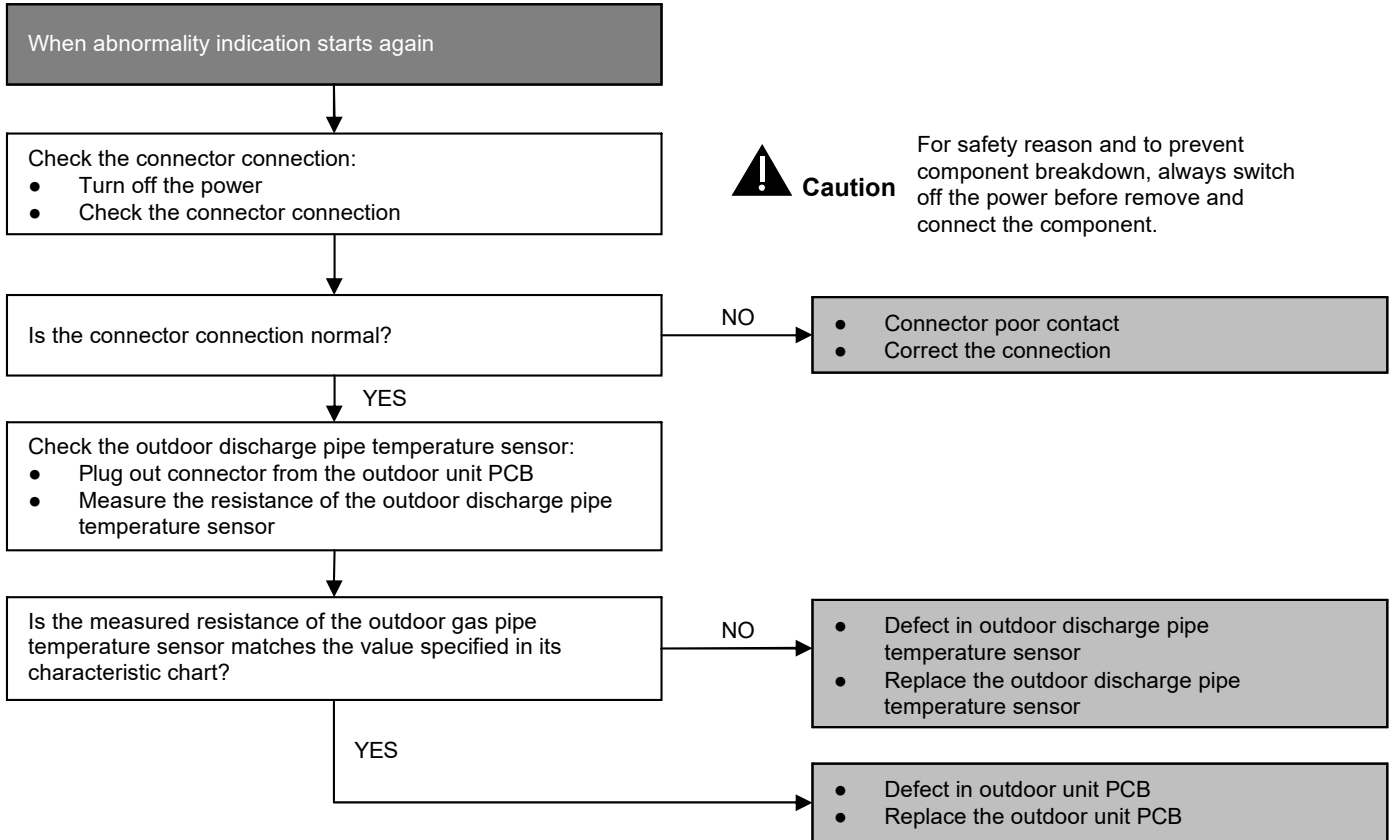 When abnormality indication starts again
Check the connector connection:
● Turn off the power
● Check the connector connection
Caution
For safety reason and to prevent
component breakdown, always switch
off the power before remove and
connect the component.
Is the connector connection normal?
NO
● Connector poor contact
● Correct the connection
YES
Check the outdoor discharge pipe temperature sensor:
● Plug out connector from the outdoor unit PCB
● Measure the resistance of the outdoor discharge pipe
temperature sensor
Is the measured resistance of the outdoor gas pipe
temperature sensor matches the value specified in its
characteristic chart?
NO
● Defect in outdoor discharge pipe
temperature sensor
● Replace the outdoor discharge pipe
temperature sensor
YES
● Defect in outdoor unit PCB
● Replace the outdoor unit PCB